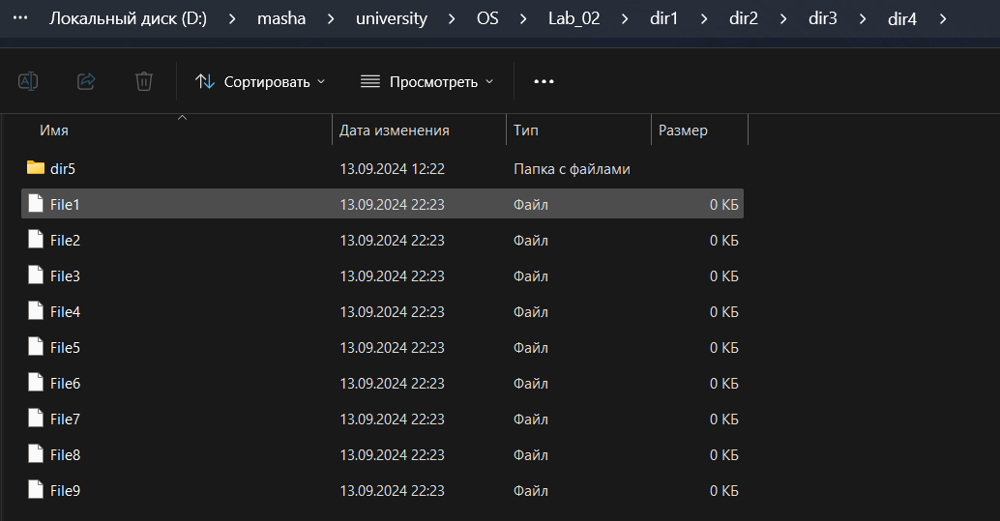 Локальный диск (D:) > masha > university > OS > Lab_02 > dir1 > dir2 > dir3 > dir4 >
Сортировать Просмотреть
Имя Дата изменения Тип Размер
dir5 13.09.2024 12:22 Папка с файлами
File1 13.09.2024 22:23 Файл 0 КБ
File2 13.09.2024 22:23 Файл 0 КБ
File3 13.09.2024 22:23 Файл 0 КБ
File4 13.09.2024 22:23 Файл 0 КБ
File5 13.09.2024 22:23 Файл 0 КБ
File6 13.09.2024 22:23 Файл 0 КБ
File7 13.09.2024 22:23 Файл 0 КБ
File8 13.09.2024 22:23 Файл 0 КБ
File9 13.09.2024 22:23 Файл 0 КБ